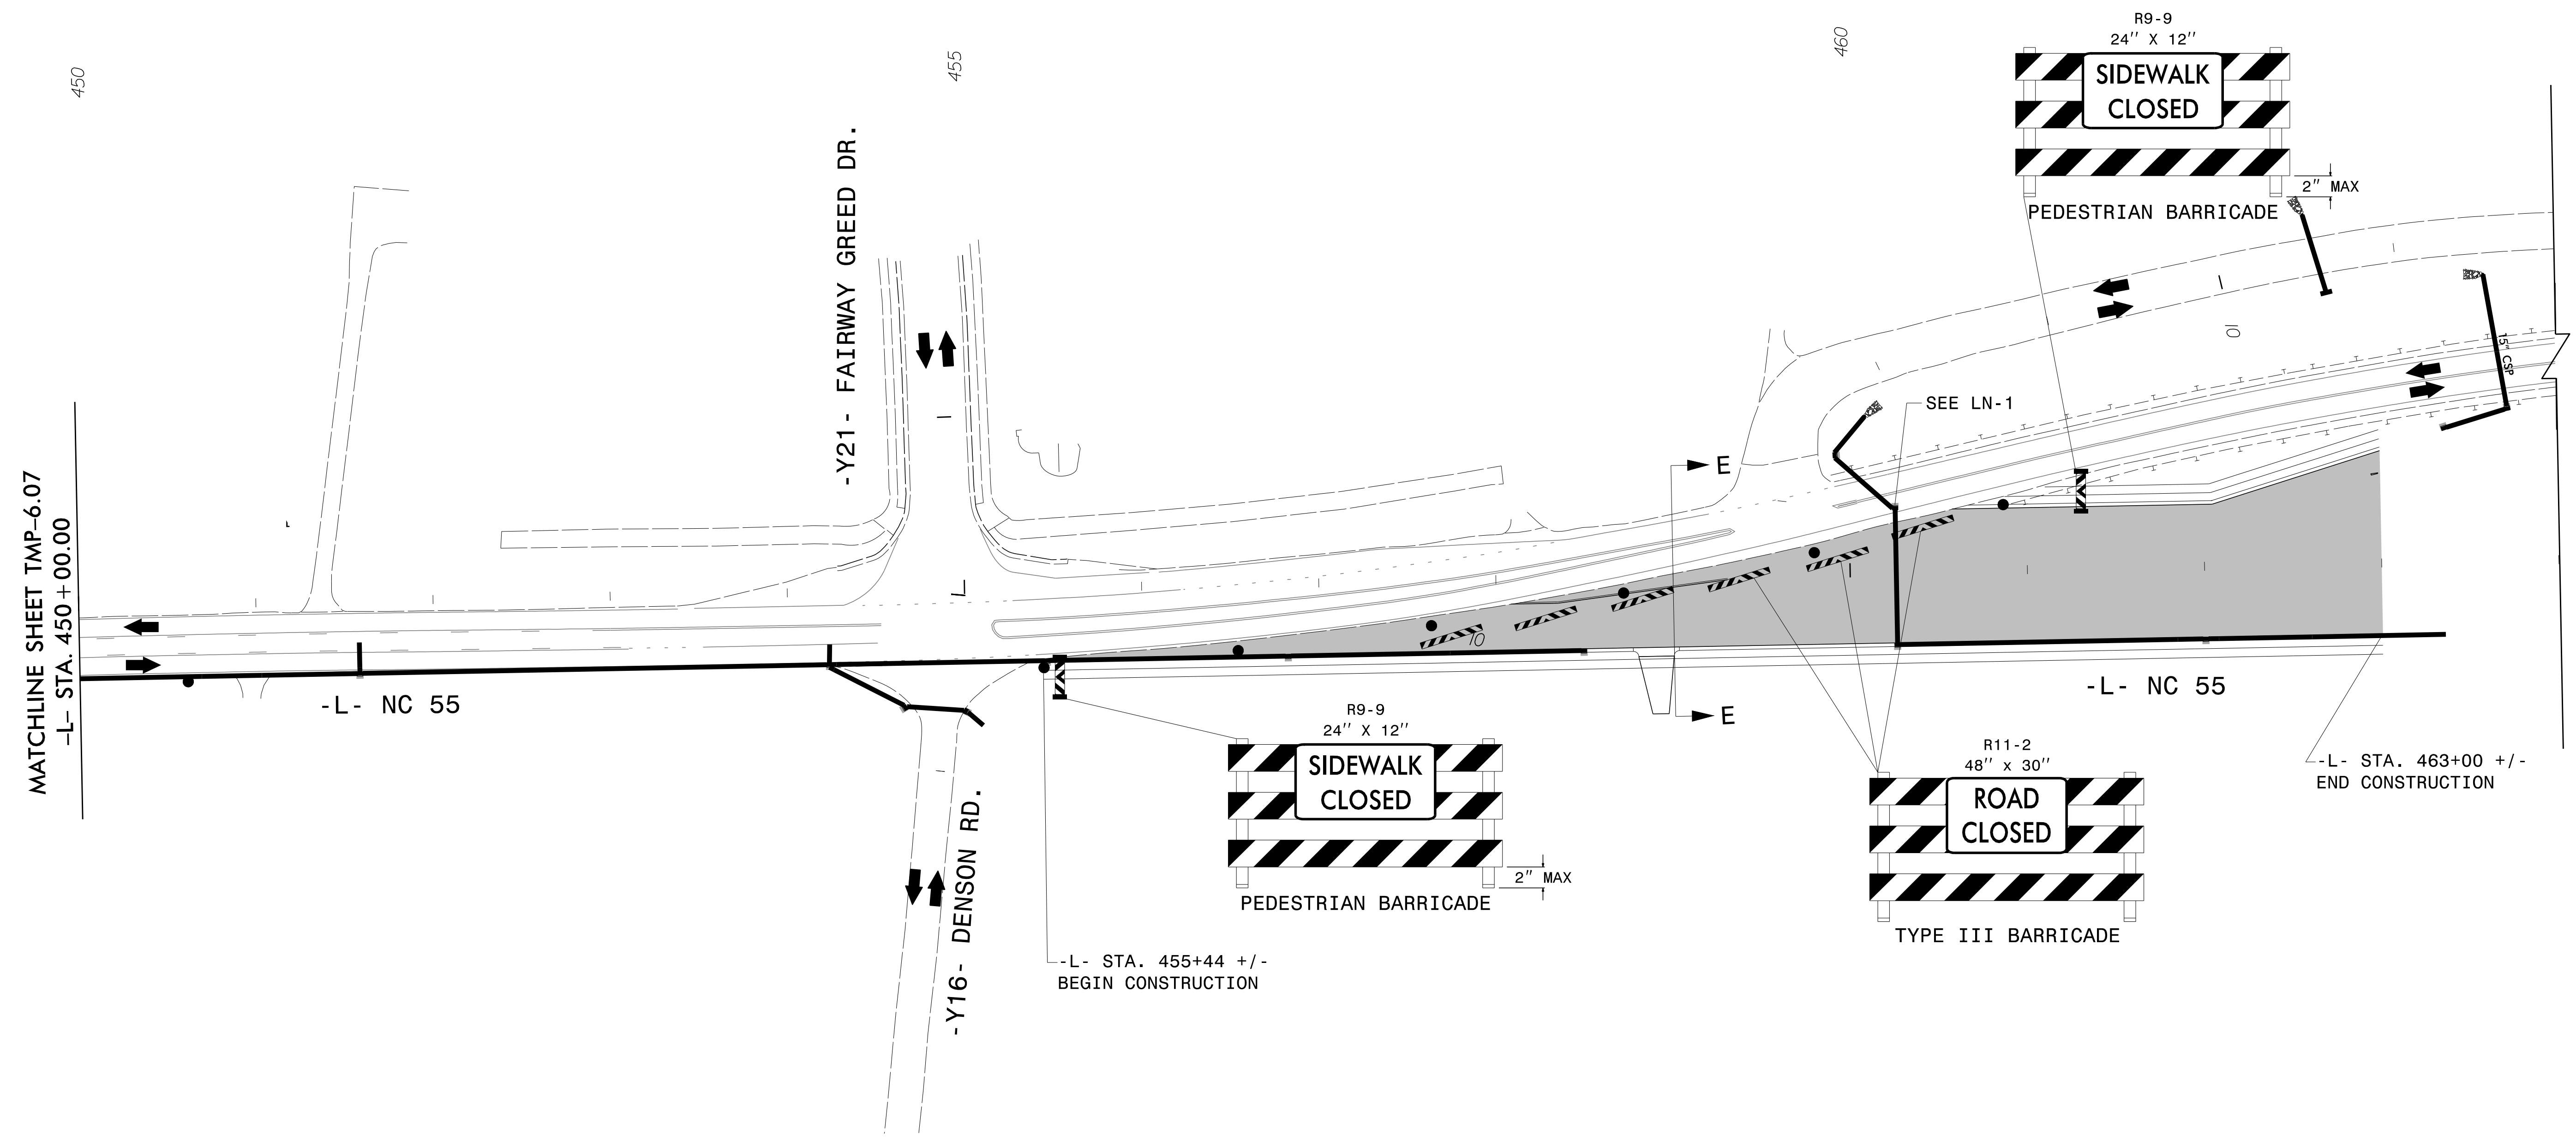 450
455
460
R9-9
24" X 12"
SIDEWALK
CLOSED
2" MAX
PEDESTRIAN BARRICADE
-Y21- FAIRWAY GREED DR.
10
15" CSP
SEE LN-1
E
MATCHLINE SHEET TMP-6.07
-L- STA. 450+00.00
10
-L- NC 55
E
-L- NC 55
R9-9
24" X 12"
SIDEWALK
CLOSED
2" MAX
PEDESTRIAN BARRICADE
R11-2
48" x 30"
ROAD
CLOSED
TYPE III BARRICADE
-L- STA. 463+00 +/-
END CONSTRUCTION
-Y16- DENSON RD.
-L- STA. 455+44 +/-
BEGIN CONSTRUCTION